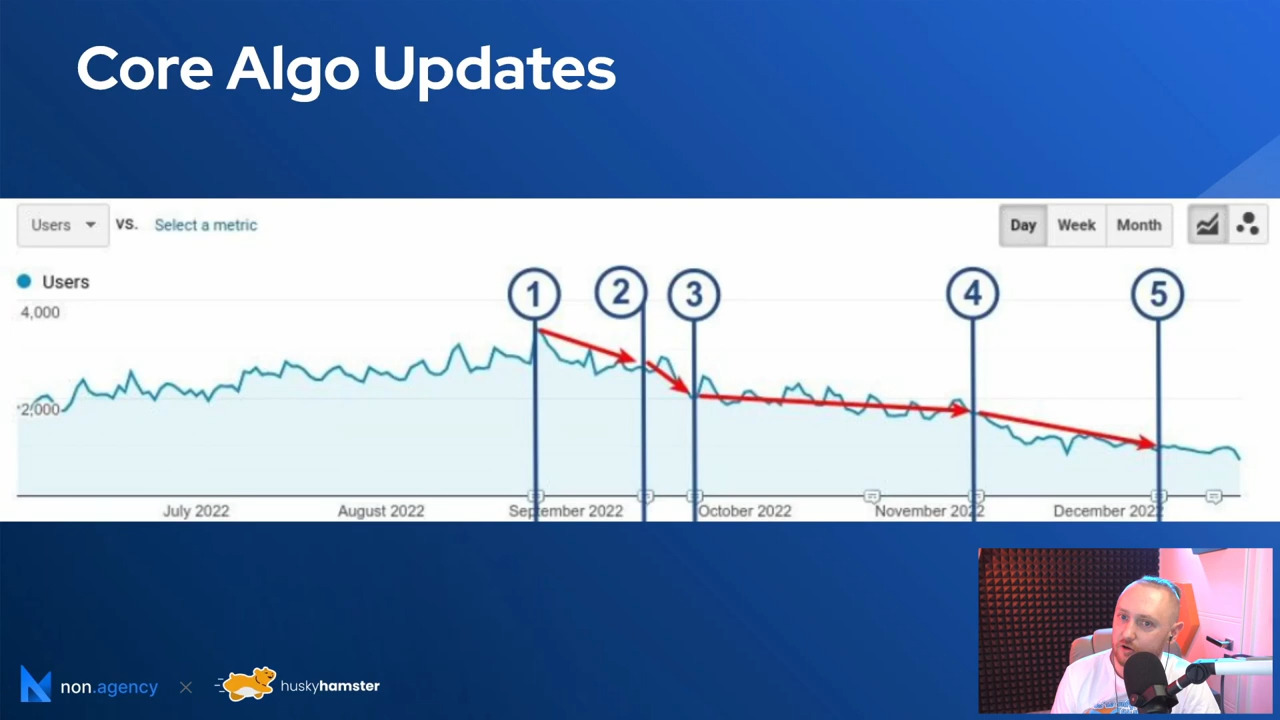 Core Algo Updates
Users VS. Select a metric
Day Week Month
Users
4,000
1 2 3 4 5
2,000
July 2022 August 2022 September 2022 October 2022 November 2022 December 2022
non.agency × huskyhamster